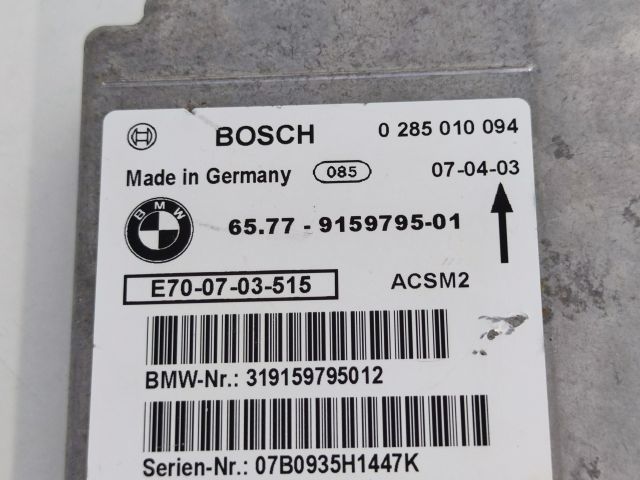 BOSCH 0 285 010 094
Made in Germany 085 07-04-03
BMW 65.77 - 9159795-01
E70-07-03-515 ACSM2
BMW-Nr.: 319159795012
Serien-Nr.: 07B0935H1447K